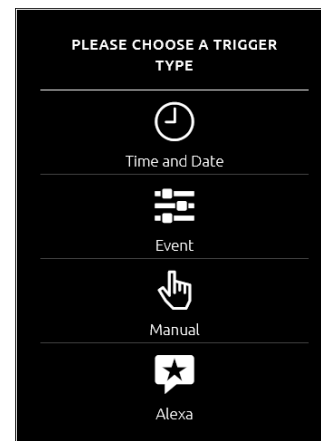 PLEASE CHOOSE A TRIGGER
TYPE
Time and Date
Event
Manual
Alexa